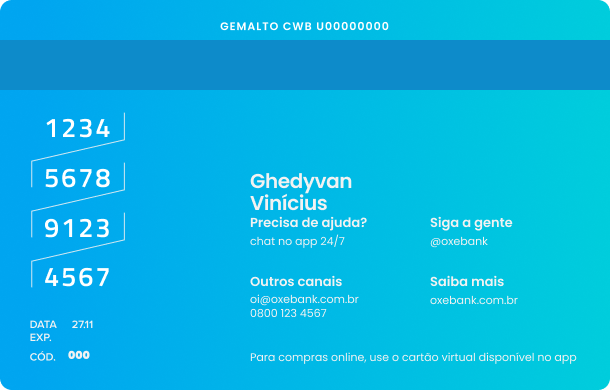 GEMALTO CWB U00000000
1234
5678
9123
4567
DATA EXP. 27.11
CÓD. 000
Ghedyvan
Vinícius
Precisa de ajuda?
chat no app 24/7
Siga a gente
@oxebank
Outros canais
oi@oxebank.com.br
0800 123 4567
Saiba mais
oxebank.com.br
Para compras online, use o cartão virtual disponível no app